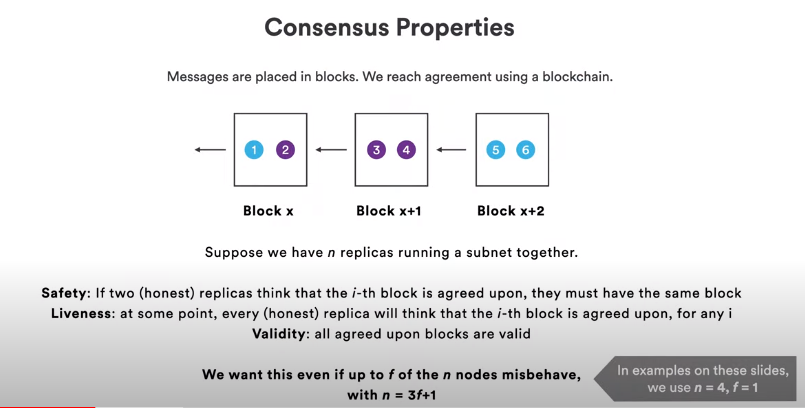 Consensus Properties
Messages are placed in blocks. We reach agreement using a blockchain.
1 2 3 4 5 6
Block x Block x+1 Block x+2
Suppose we have n replicas running a subnet together.
Safety: If two (honest) replicas think that the i-th block is agreed upon, they must have the same block
Liveness: at some point, every (honest) replica will think that the i-th block is agreed upon, for any i
Validity: all agreed upon blocks are valid
We want this even if up to f of the n nodes misbehave,
with n = 3f+1
In examples on these slides,
we use n = 4, f = 1